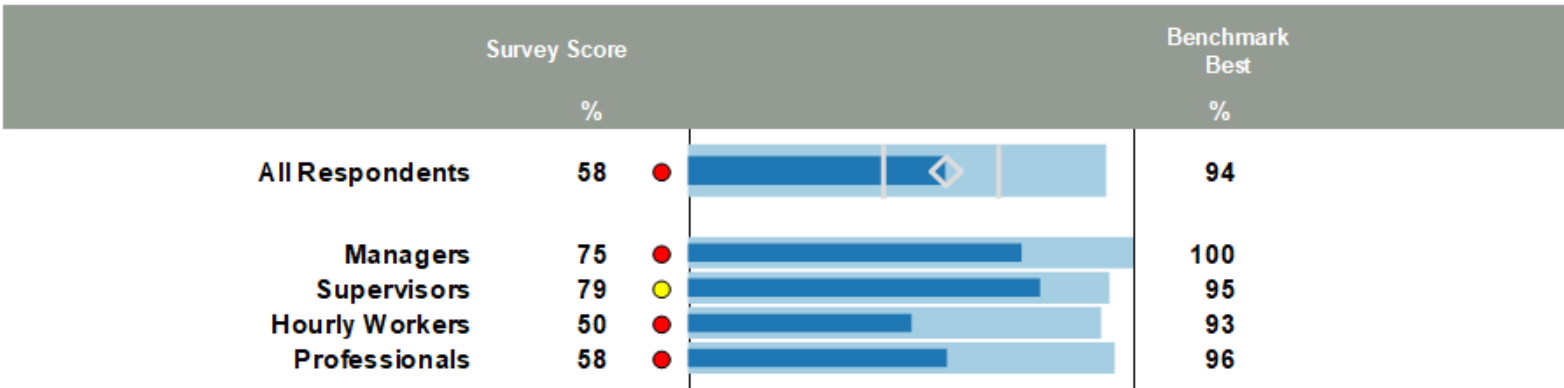 Survey Score
Benchmark
Best
% %
All Respondents 58 94
Managers 75 100
Supervisors 79 95
Hourly Workers 50 93
Professionals 58 96